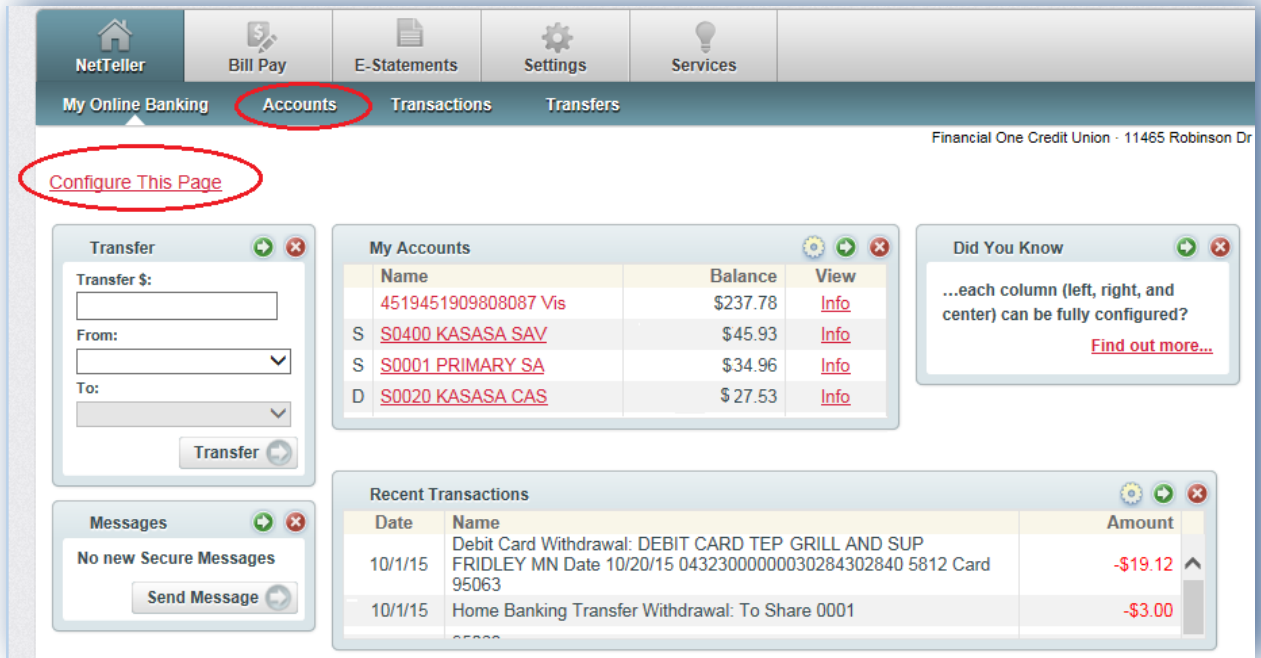 NetTeller Bill Pay E-Statements Settings Services
My Online Banking Accounts Transactions Transfers
Financial One Credit Union · 11465 Robinson Dr
Configure This Page
Transfer
Transfer $:
From:
To:
Transfer
Messages
No new Secure Messages
Send Message
My Accounts
Name Balance View
4519451909808087 Vis $237.78 Info
S S0400 KASASA SAV $45.93 Info
S S0001 PRIMARY SA $34.96 Info
D S0020 KASASA CAS $27.53 Info
Did You Know
...each column (left, right, and
center) can be fully configured?
Find out more...
Recent Transactions
Date Name Amount
10/1/15 Debit Card Withdrawal: DEBIT CARD TEP GRILL AND SUP
FRIDLEY MN Date 10/20/15 04323000000030284302840 5812 Card
95063
-$19.12
10/1/15 Home Banking Transfer Withdrawal: To Share 0001 -$3.00